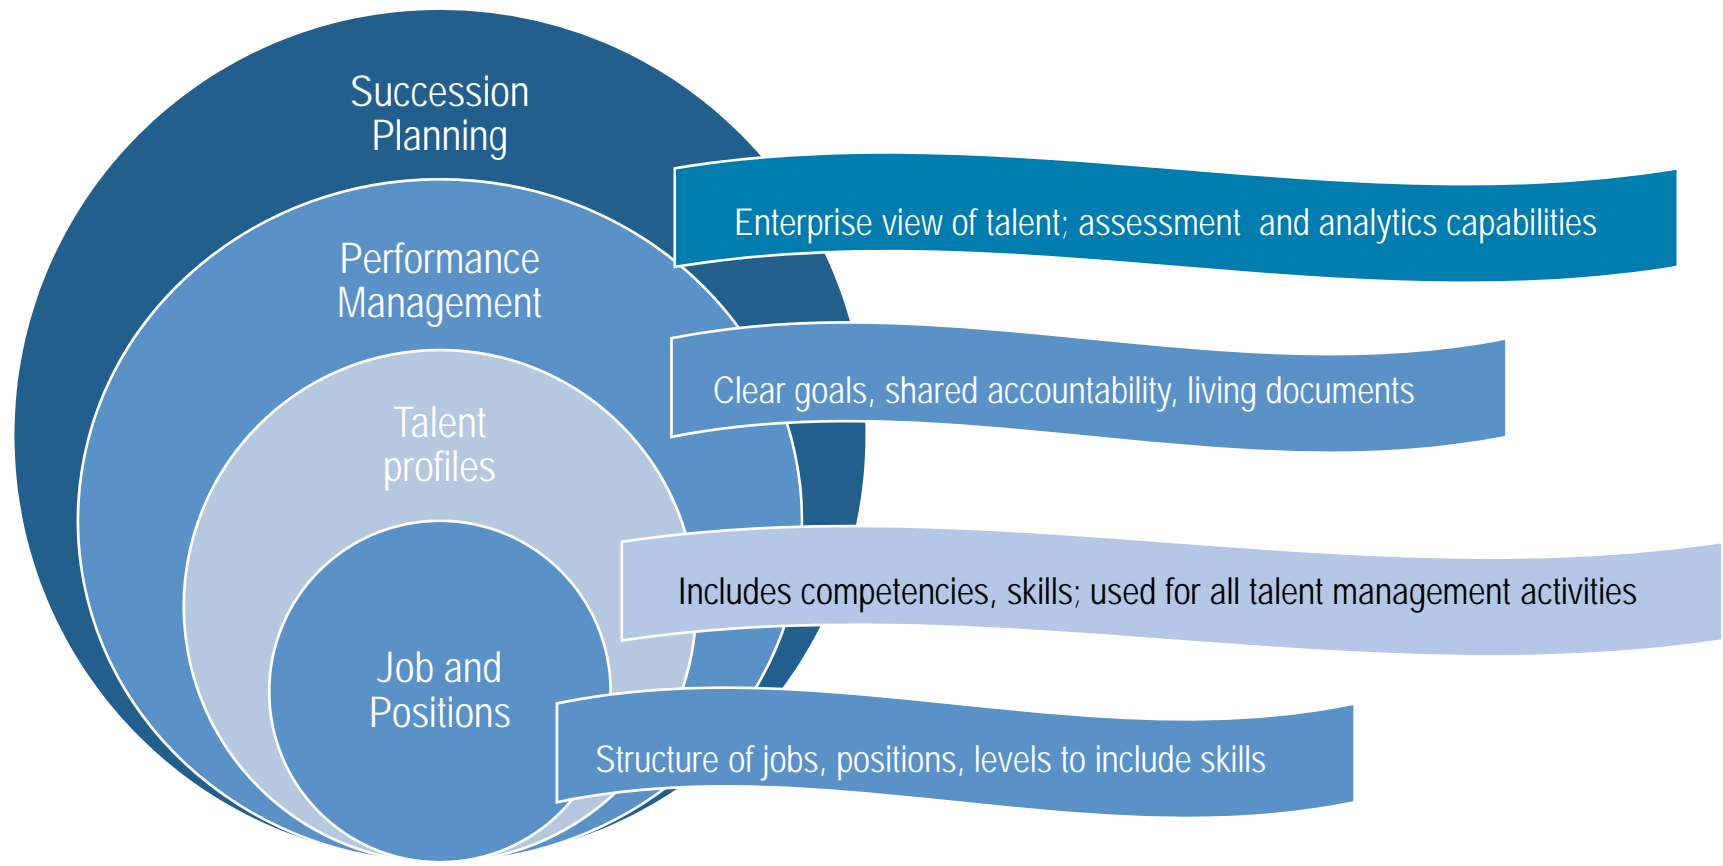 Succession
Planning
Enterprise view of talent; assessment  and analytics capabilities
Performance
Management
Clear goals, shared accountability, living documents
Talent
profiles
Includes competencies, skills; used for all talent management activities
Job and
Positions
Structure of jobs, positions, levels to include skills